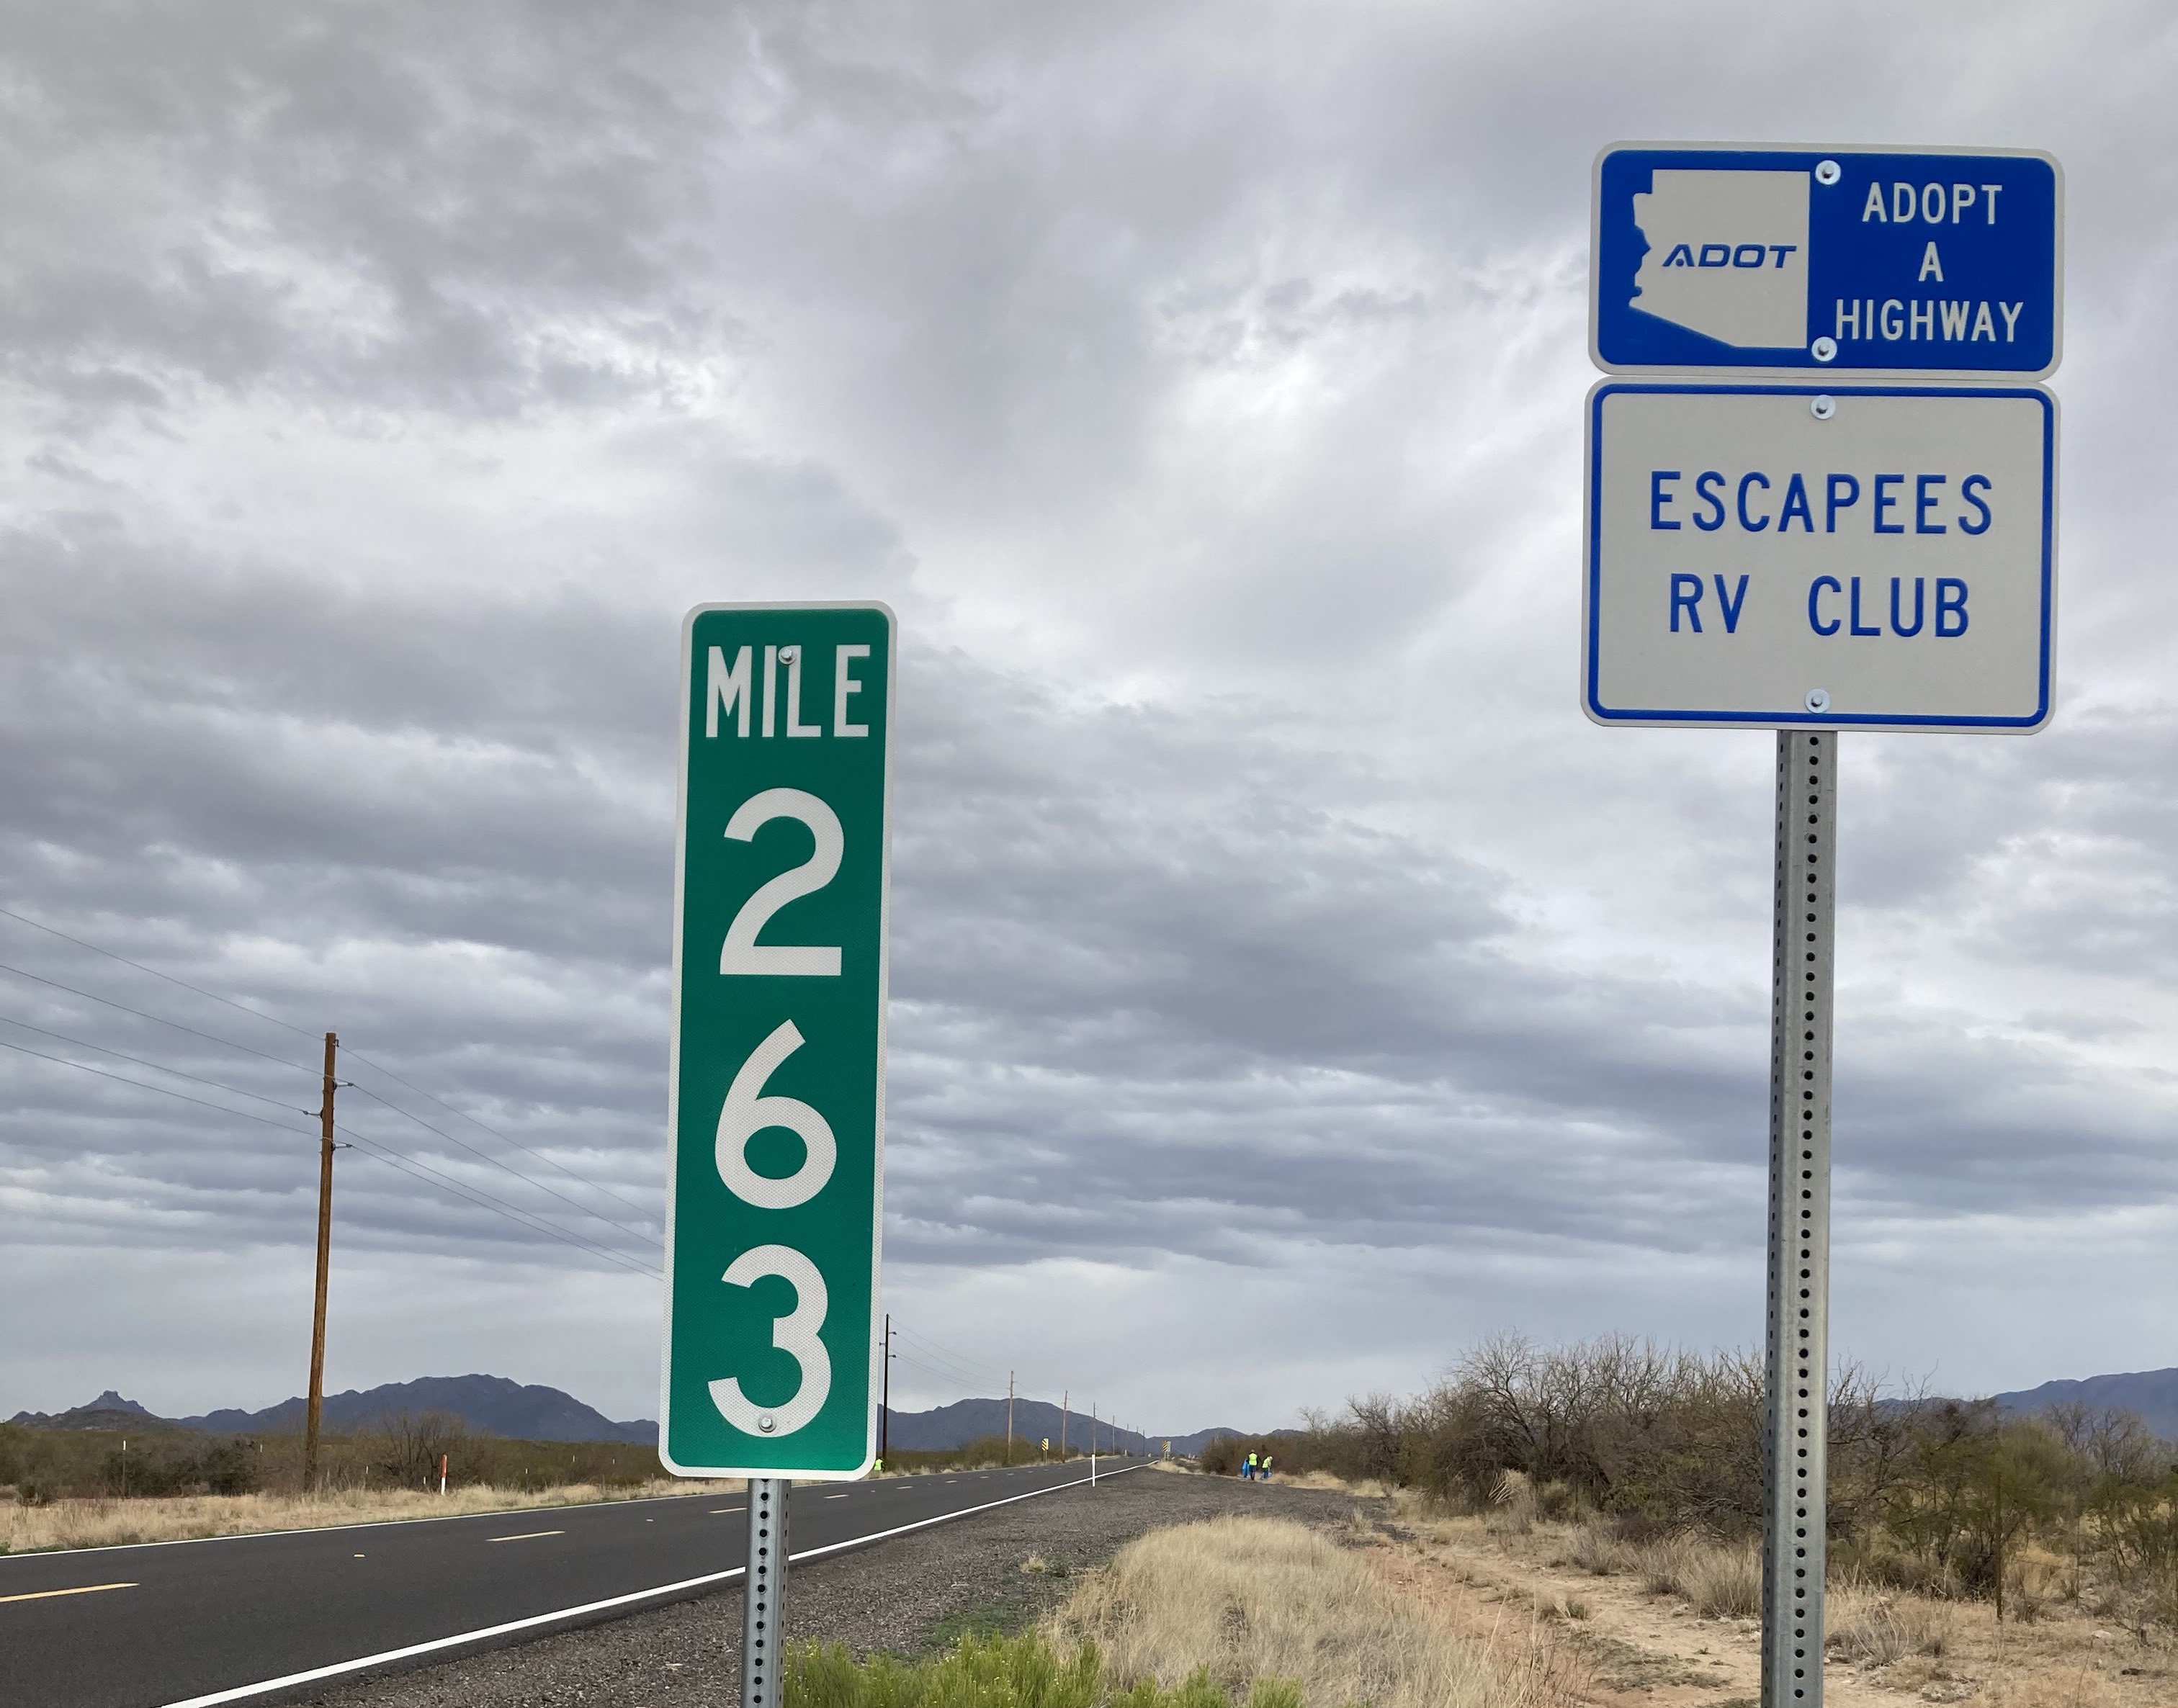 MILE
2
6
3
ADOT
ADOPT
A
HIGHWAY
ESCAPEES
RV CLUB